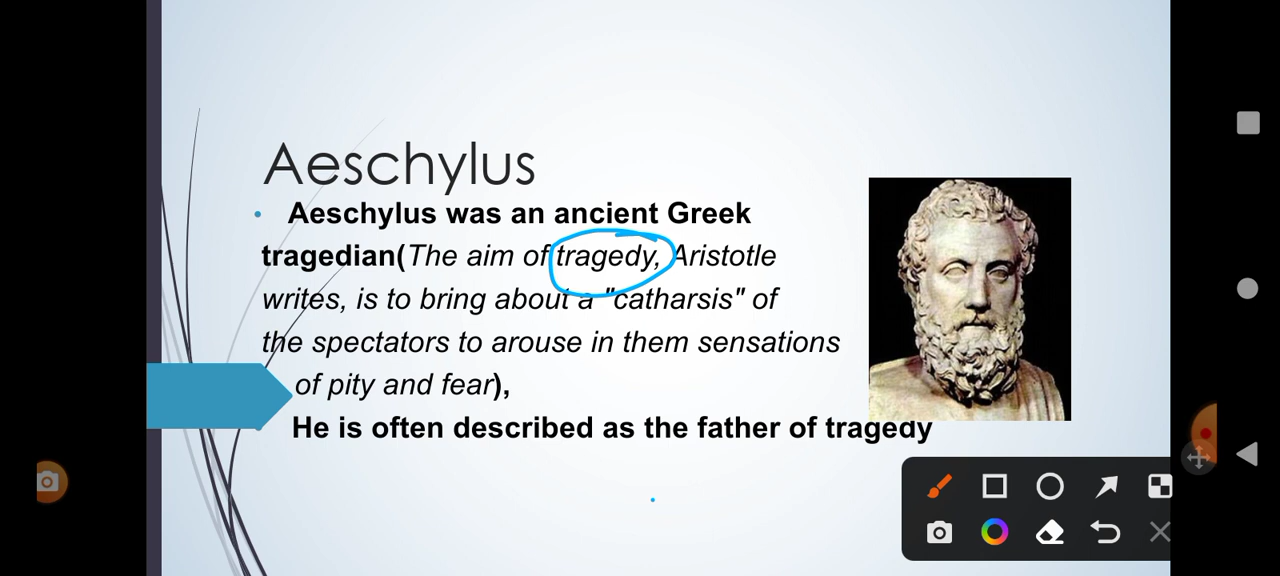 Aeschylus
• Aeschylus was an ancient Greek
tragedian(The aim of tragedy, Aristotle
writes, is to bring about a "catharsis" of
the spectators to arouse in them sensations
of pity and fear),
He is often described as the father of tragedy